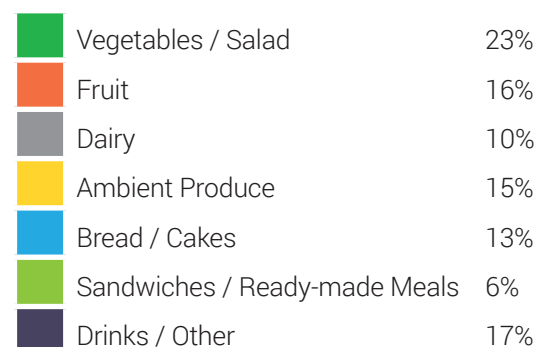 Vegetables / Salad 23%
Fruit 16%
Dairy 10%
Ambient Produce 15%
Bread / Cakes 13%
Sandwiches / Ready-made Meals 6%
Drinks / Other 17%